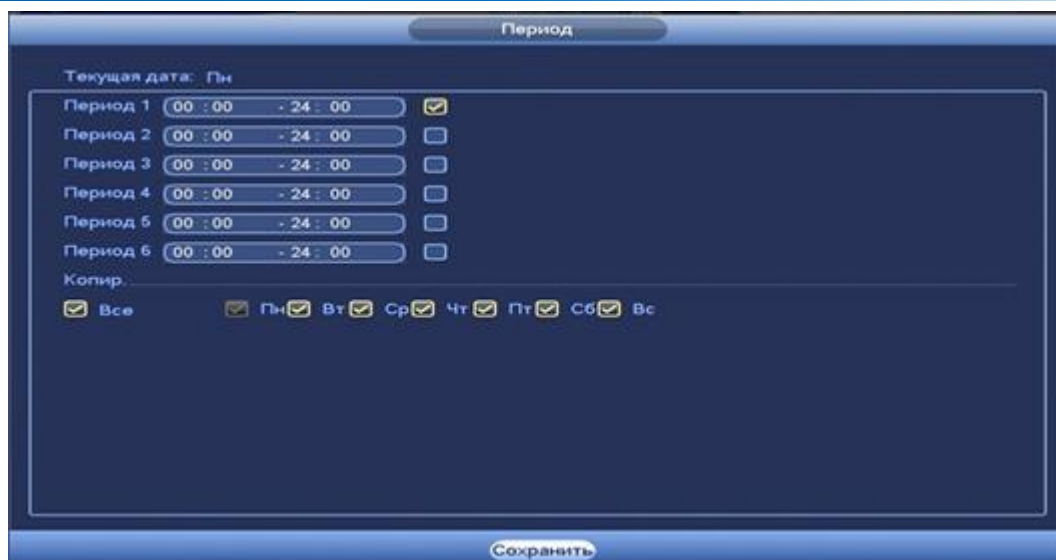 Период
Текущая дата: Пн
Период 1 00 : 00 - 24 : 00
Период 2 00 : 00 - 24 : 00
Период 3 00 : 00 - 24 : 00
Период 4 00 : 00 - 24 : 00
Период 5 00 : 00 - 24 : 00
Период 6 00 : 00 - 24 : 00
Копир.
Все Пн Вт Ср Чт Пт Сб Вс
Сохранить